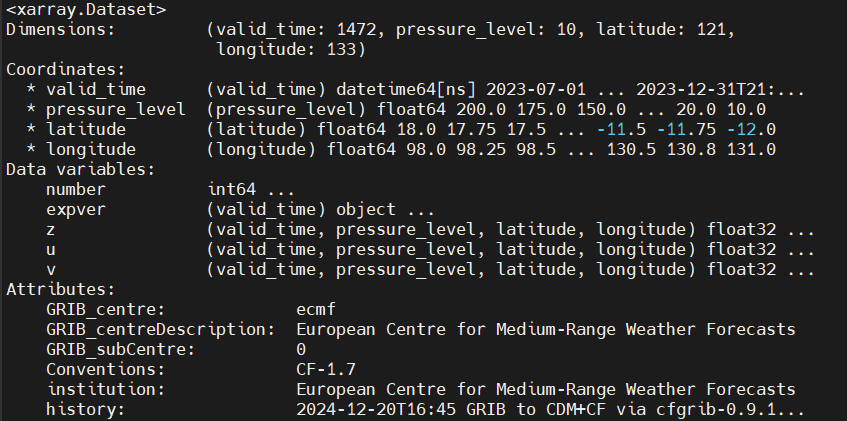 <xarray.Dataset>
Dimensions:         (valid_time: 1472, pressure_level: 10, latitude: 121,
                     longitude: 133)
Coordinates:
  * valid_time      (valid_time) datetime64[ns] 2023-07-01 ... 2023-12-31T21:...
  * pressure_level  (pressure_level) float64 200.0 175.0 150.0 ... 20.0 10.0
  * latitude        (latitude) float64 18.0 17.75 17.5 ... -11.5 -11.75 -12.0
  * longitude       (longitude) float64 98.0 98.25 98.5 ... 130.5 130.8 131.0
Data variables:
    number          int64 ...
    expver          (valid_time) object ...
    z               (valid_time, pressure_level, latitude, longitude) float32 ...
    u               (valid_time, pressure_level, latitude, longitude) float32 ...
    v               (valid_time, pressure_level, latitude, longitude) float32 ...
Attributes:
    GRIB_centre:             ecmf
    GRIB_centreDescription:  European Centre for Medium-Range Weather Forecasts
    GRIB_subCentre:          0
    Conventions:             CF-1.7
    institution:             European Centre for Medium-Range Weather Forecasts
    history:                 2024-12-20T16:45 GRIB to CDM+CF via cfgrib-0.9.1...